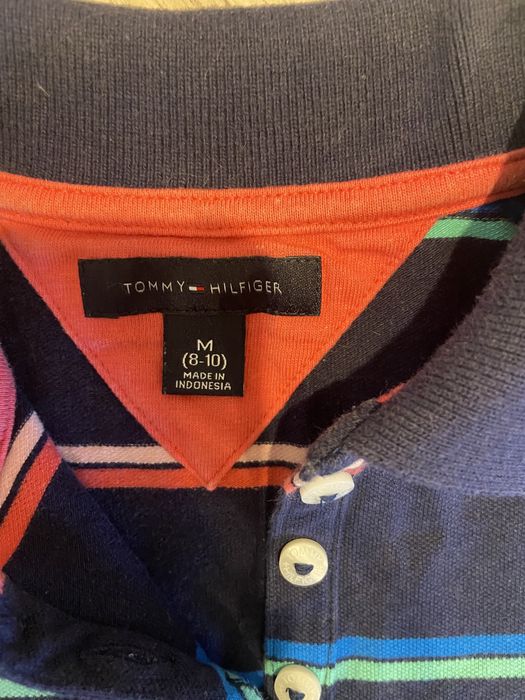 TOMMY HILFIGER
M
(8-10)
MADE IN
INDONESIA